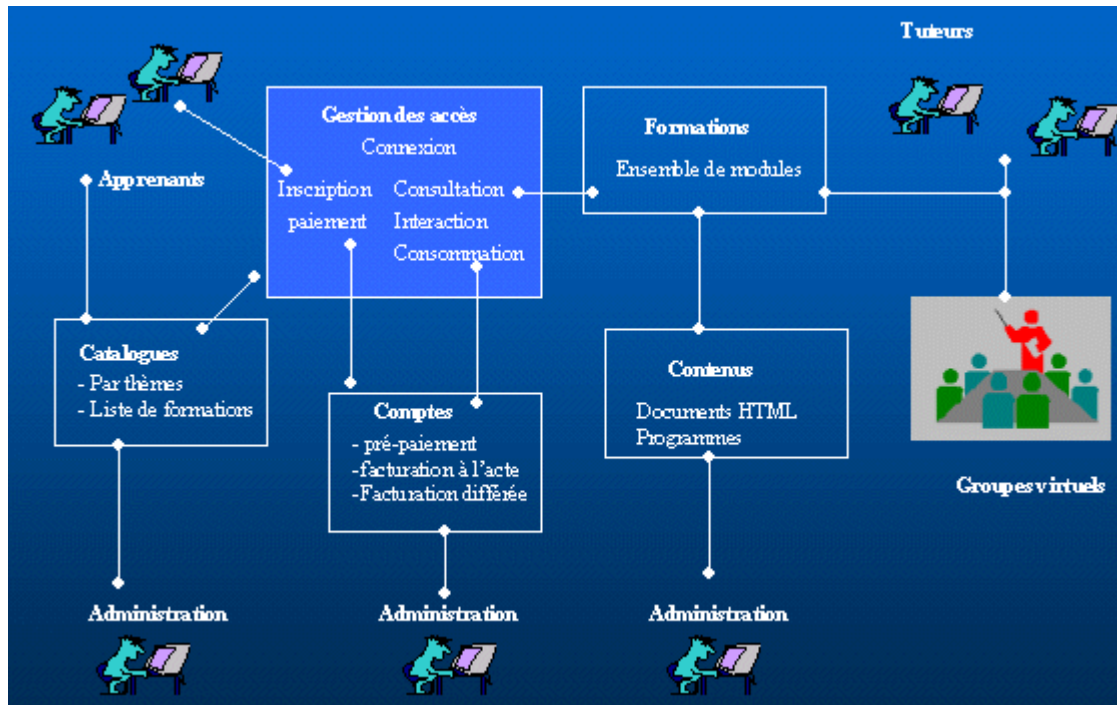 Tuteurs
Gestion des accès
Connexion
Inscription
paiement
Consultation
Interaction
Consommation
Formations
Ensemble de modules
Apprenants
Catalogues
- Par thèmes
- Liste de formations
Comptes
- pré-paiement
-facturation à l'acte
-Facturation différée
Contenus
Documents HTML
Programmes
Groupes virtuels
Administration
Administration
Administration